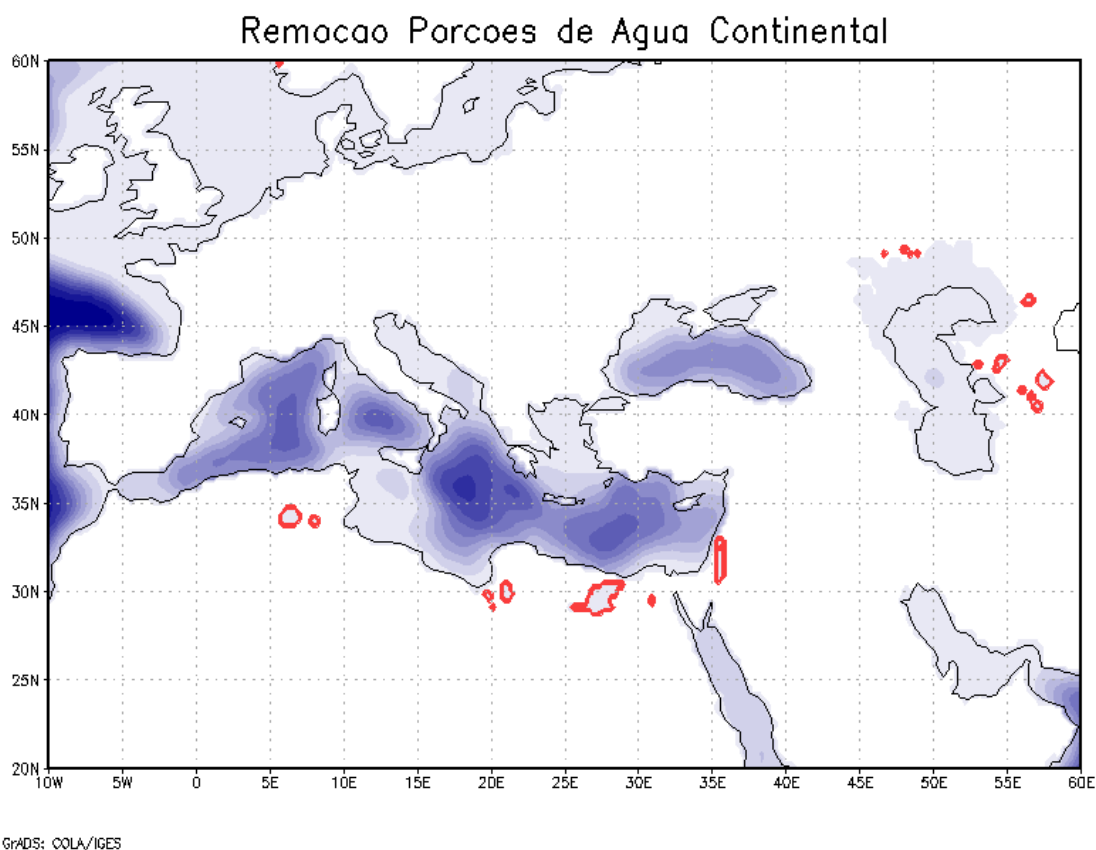 Remocao Porcoes de Agua Continental
60N
55N
50N
45N
40N
35N
30N
25N
20N
10W 5W 0 5E 10E 15E 20E 25E 30E 35E 40E 45E 50E 55E 60E
GrADS: COLA/IGES